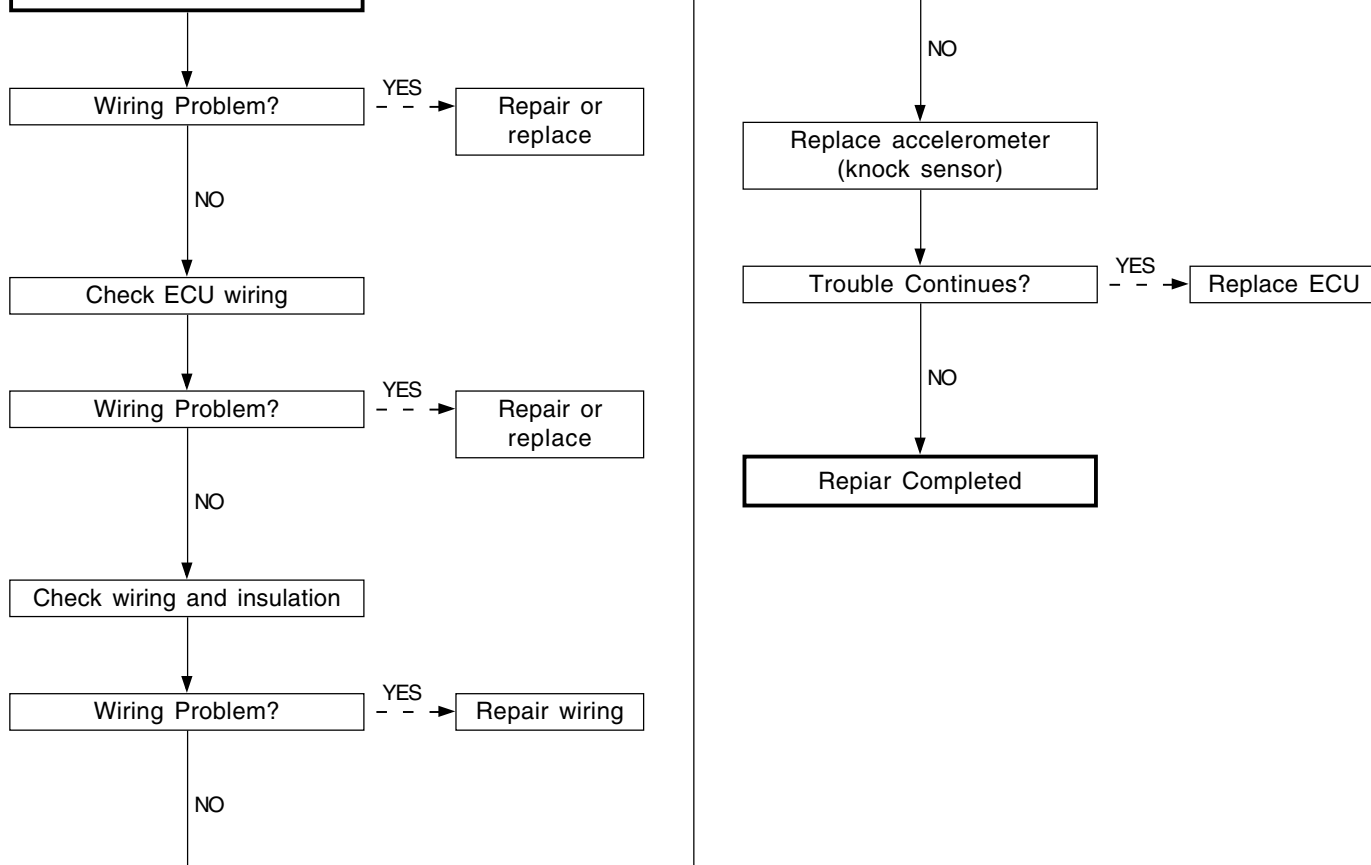 Wiring Problem?
YES
Repair or
replace
NO
Check ECU wiring
Wiring Problem?
YES
Repair or
replace
NO
Check wiring and insulation
Wiring Problem?
YES
Repair wiring
NO
NO
Replace accelerometer
(knock sensor)
Trouble Continues?
YES
Replace ECU
NO
Repiar Completed